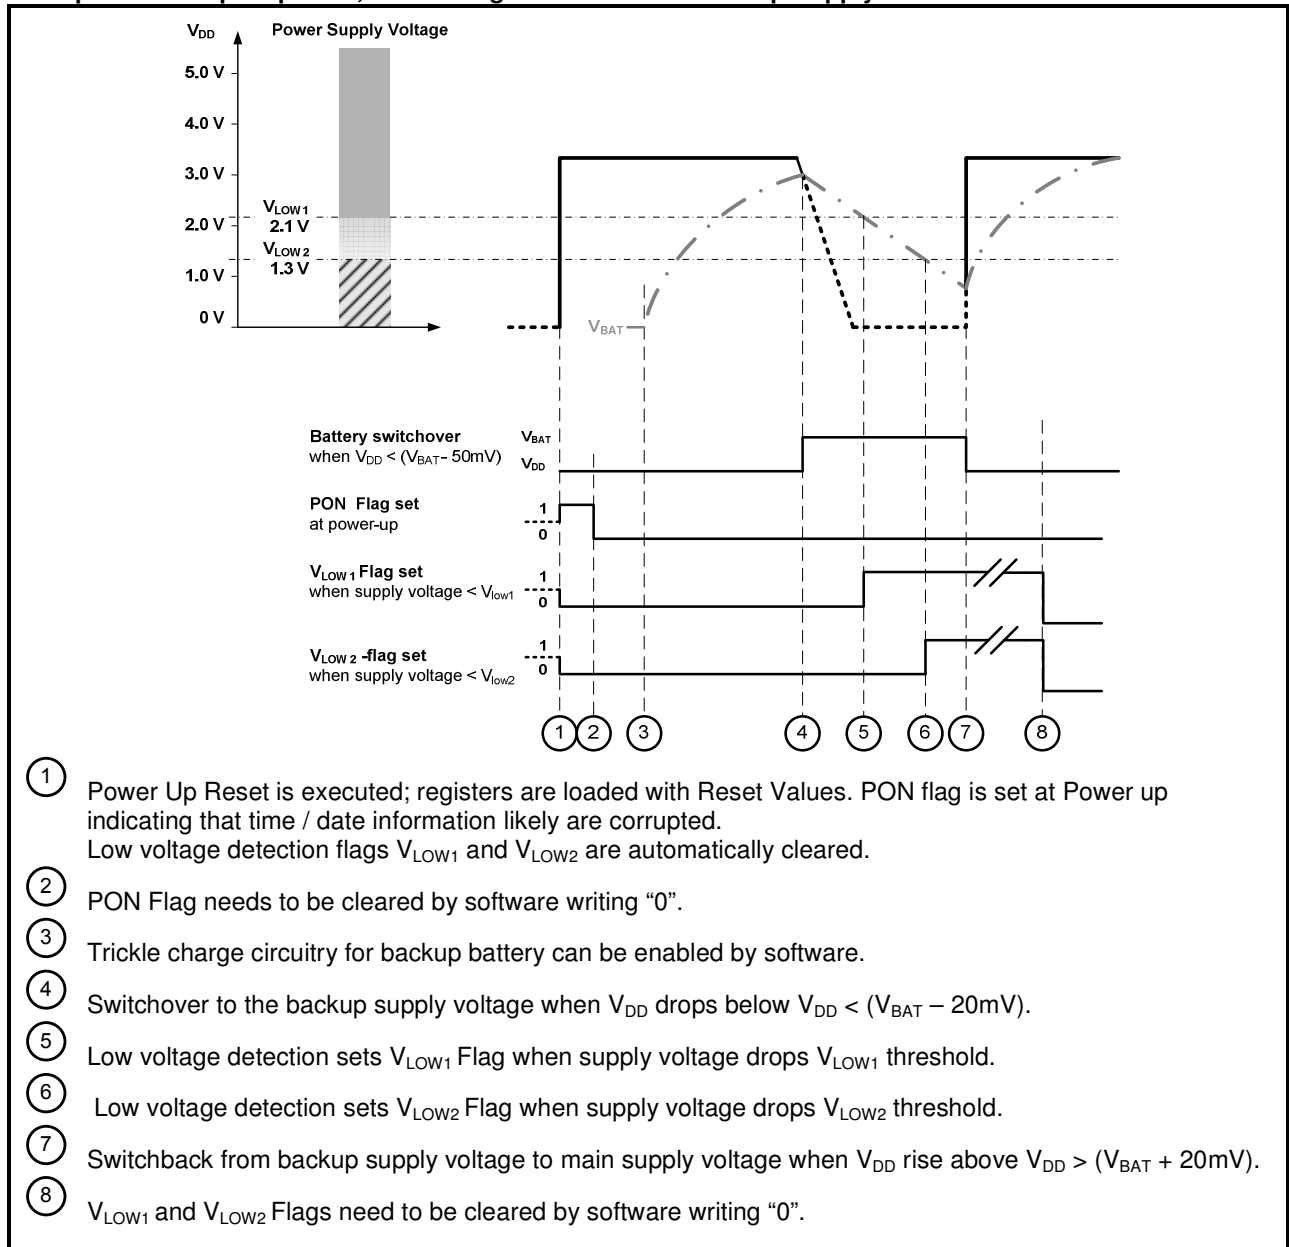 V_DD Power Supply Voltage
5.0 V
4.0 V
3.0 V
V_LOW1
2.0 V
2.1 V
V_LOW2
1.3 V
1.0 V
0 V
V_BAT
Battery switchover V_BAT
when V_DD < (V_BAT- 50mV) V_DD
PON Flag set 1
at power-up 0
V_LOW 1 Flag set 1
when supply voltage < V_low1 0
V_LOW 2 -flag set 1
when supply voltage < V_low2 0
1 2 3 4 5 6 7 8
1 Power Up Reset is executed; registers are loaded with Reset Values. PON flag is set at Power up
indicating that time / date information likely are corrupted.
Low voltage detection flags V_LOW1 and V_LOW2 are automatically cleared.
2 PON Flag needs to be cleared by software writing “0”.
3 Trickle charge circuitry for backup battery can be enabled by software.
4 Switchover to the backup supply voltage when V_DD drops below V_DD < (V_BAT – 20mV).
5 Low voltage detection sets V_LOW1 Flag when supply voltage drops V_LOW1 threshold.
6 Low voltage detection sets V_LOW2 Flag when supply voltage drops V_LOW2 threshold.
7 Switchback from backup supply voltage to main supply voltage when V_DD rise above V_DD > (V_BAT + 20mV).
8 V_LOW1 and V_LOW2 Flags need to be cleared by software writing “0”.